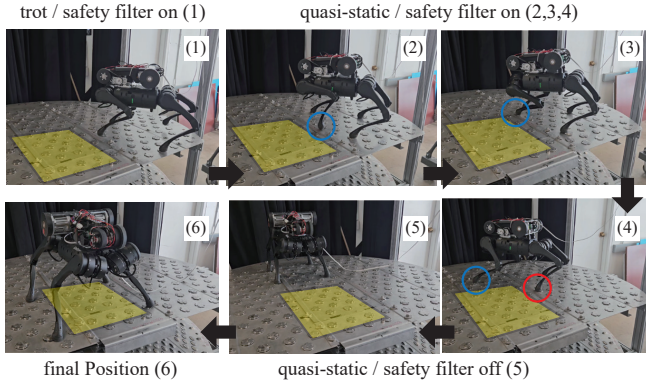 trot / safety filter on (1)
quasi-static / safety filter on (2,3,4)
(1)
(2)
(3)
(6)
(5)
(4)
final Position (6)
quasi-static / safety filter off (5)